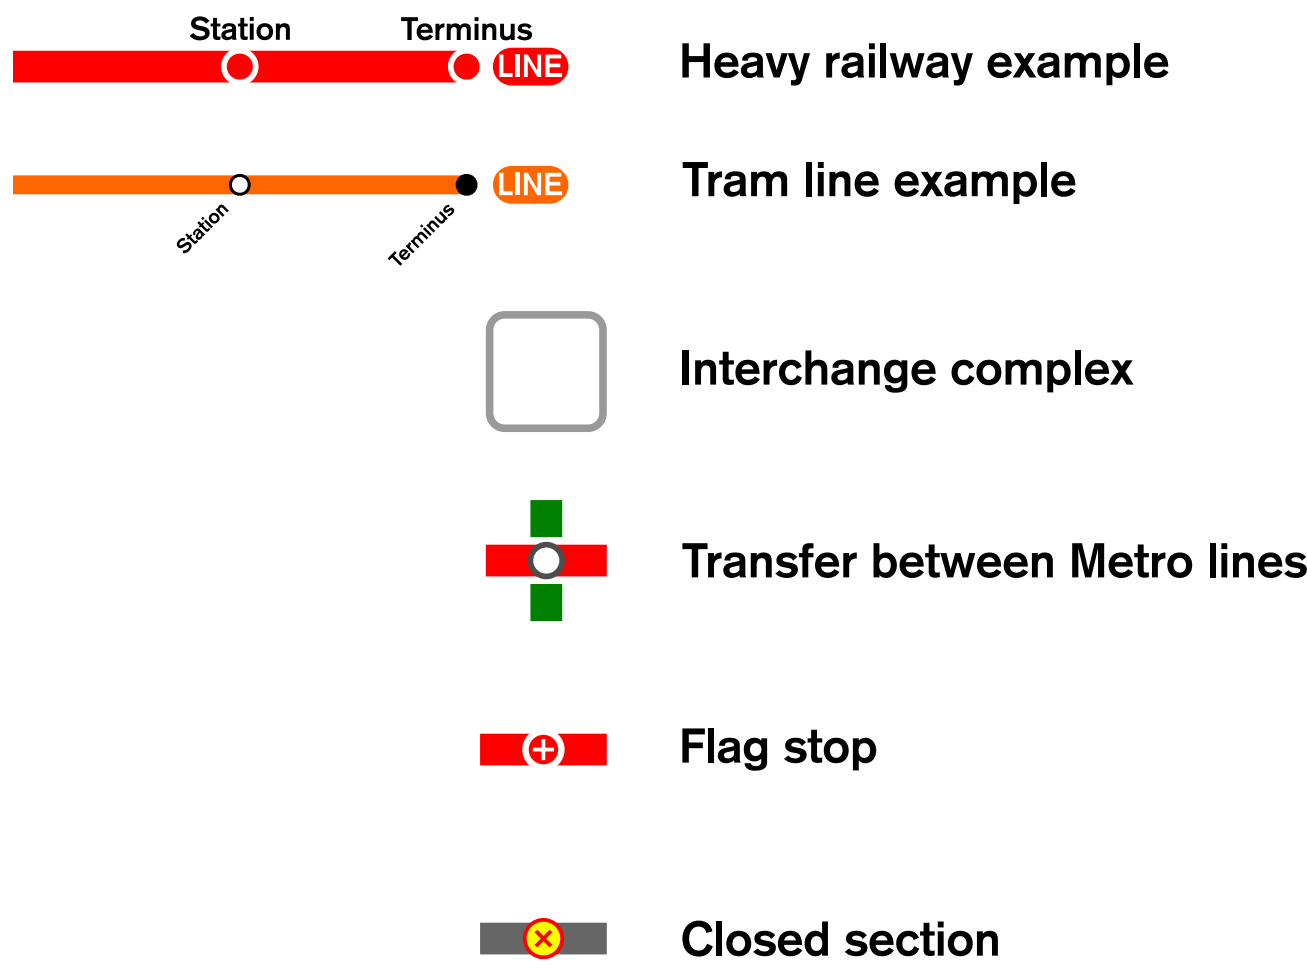 Station Terminus
LINE Heavy railway example
LINE Tram line example
Station Terminus
Interchange complex
Transfer between Metro lines
Flag stop
Closed section